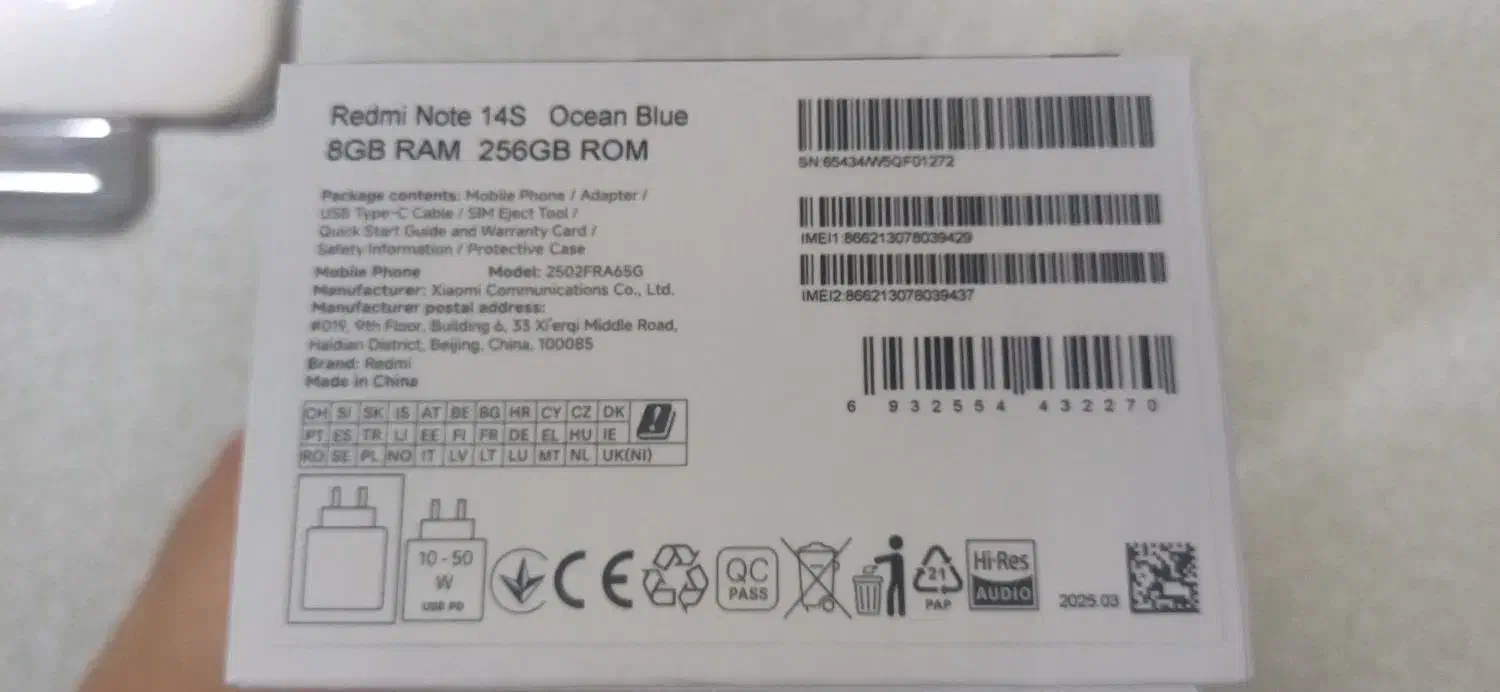 Redmi Note 14S Ocean Blue
8GB RAM 256GB ROM
Package contents: Mobile Phone / Adapter /
USB Type-C Cable / SIM Eject Tool /
Quick Start Guide and Warranty Card /
Safety Information / Protective Case
Mobile Phone Model: 2502FRA65G
Manufacturer: Xiaomi Communications Co., Ltd.
Manufacturer postal address:
#019, 9th Floor, Building 6, 33 Xi'erqi Middle Road,
Haidian District, Beijing, China, 100085
Brand: Redmi
Made in China
CH SI SK IS AT BE BG HR CY CZ DK
PT ES TR LI EE FI FR DE EL HU IE
RO SE PL NO IT LV LT LU MT NL UK(NI)
SN:65434/W5QF01272
IMEI1:866213078039429
IMEI2:866213078039437
6 932554 432270
10 - 50
W
USB PD
CE
QC
PASS
21
PAP
Hi-Res
AUDIO
2025.03